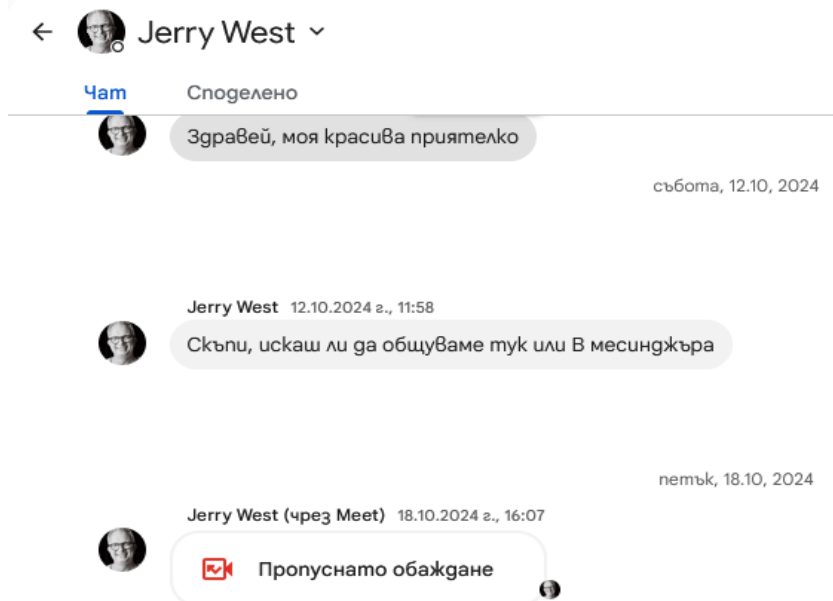 Jerry West
Чат Споделено
Здравей, моя красива приятелко
събота, 12.10, 2024
Jerry West 12.10.2024 г., 11:58
Скъпи, искаш ли да общуваме тук или В месинджъра
петък, 18.10, 2024
Jerry West (чрез Meet) 18.10.2024 г., 16:07
Пропуснато обаждане